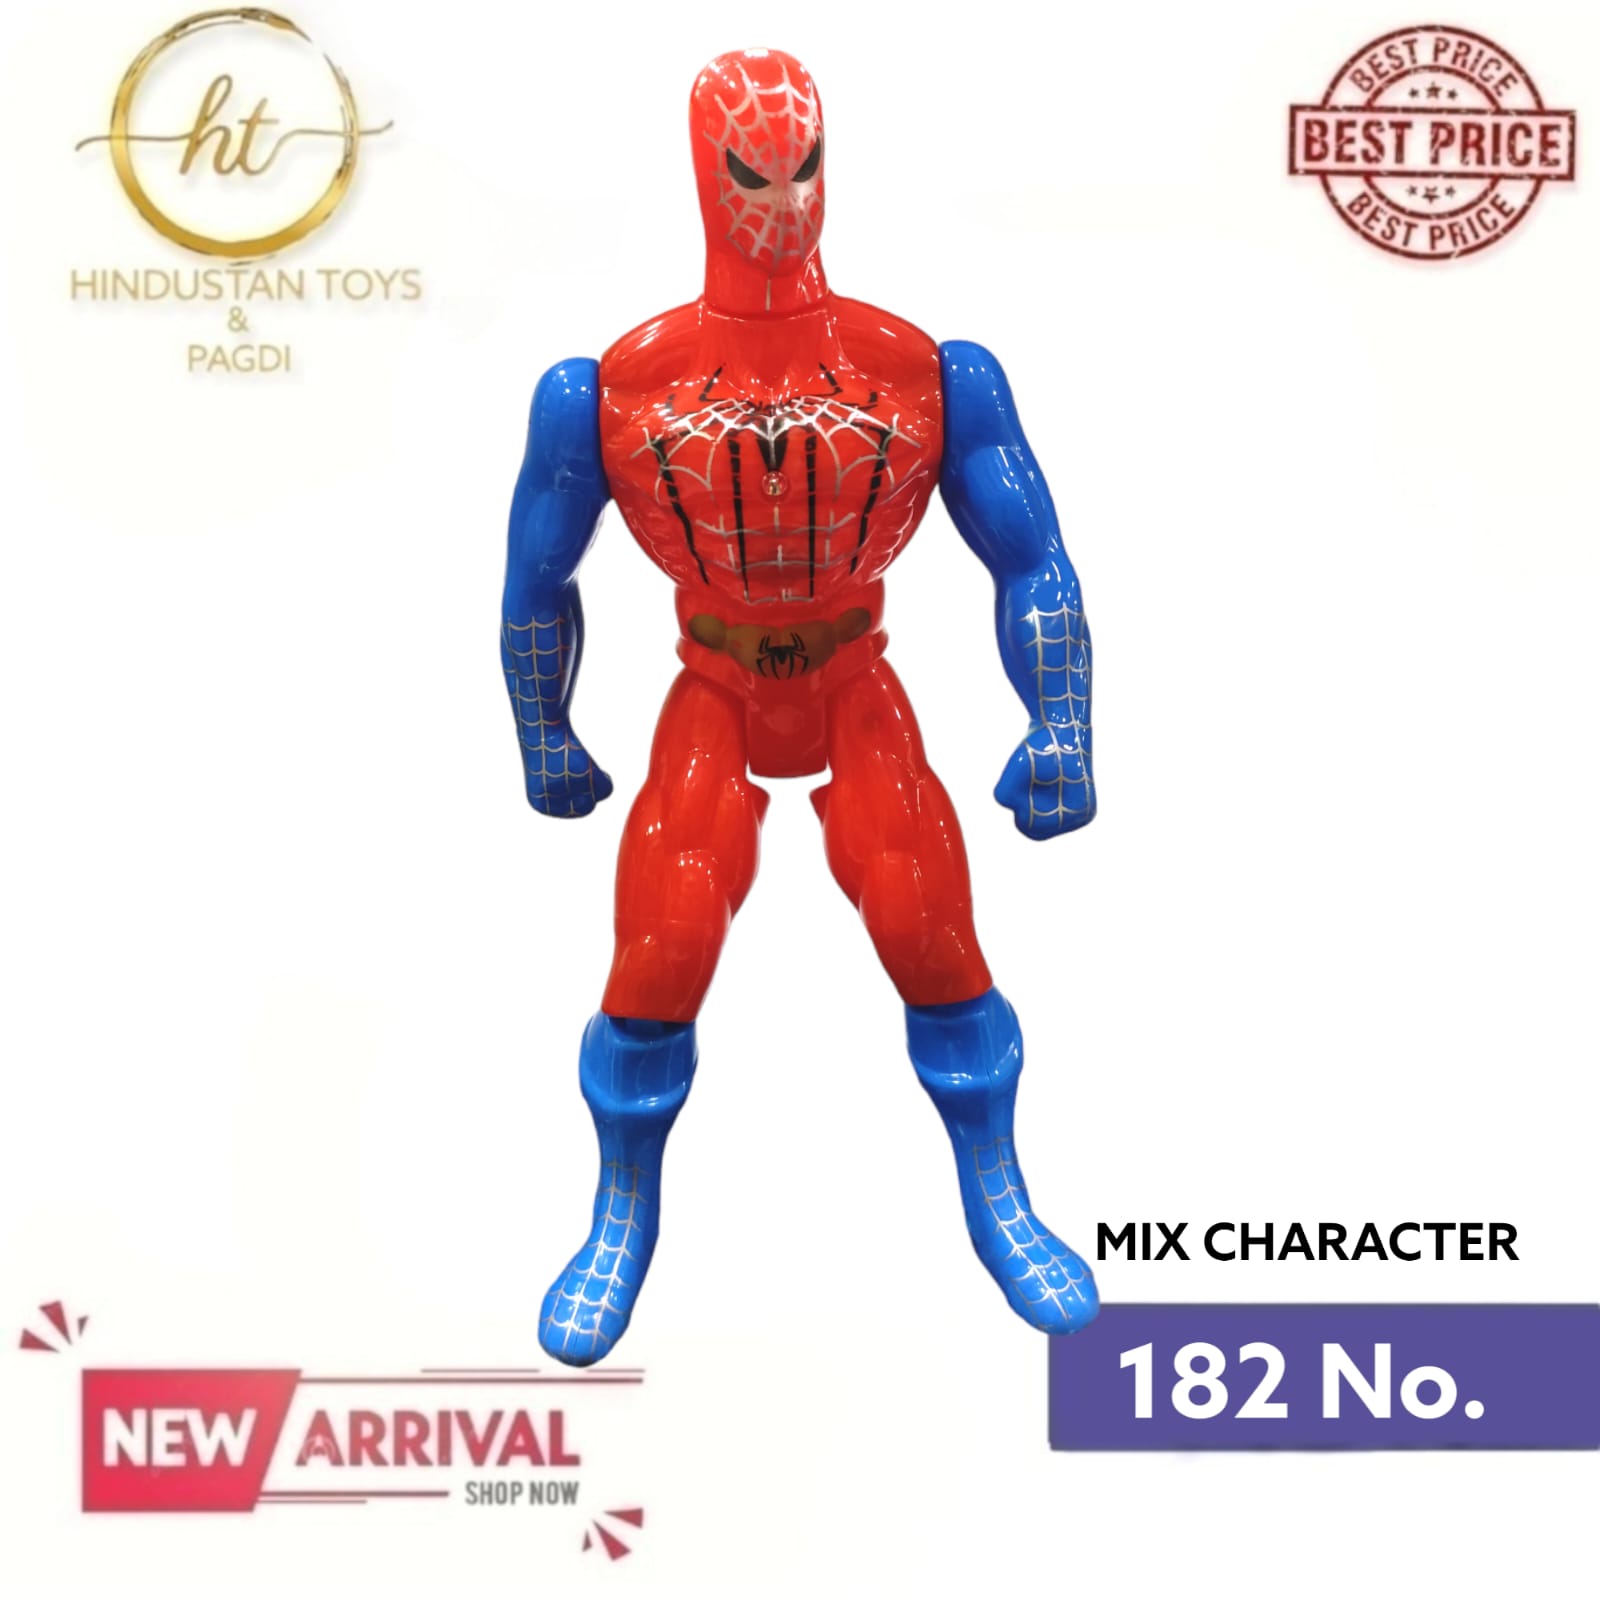 ht
HINDUSTAN TOYS
&
PAGDI
BEST PRICE
BEST PRICE
BEST PRICE
MIX CHARACTER
182 No.
NEW ARRIVAL
SHOP NOW